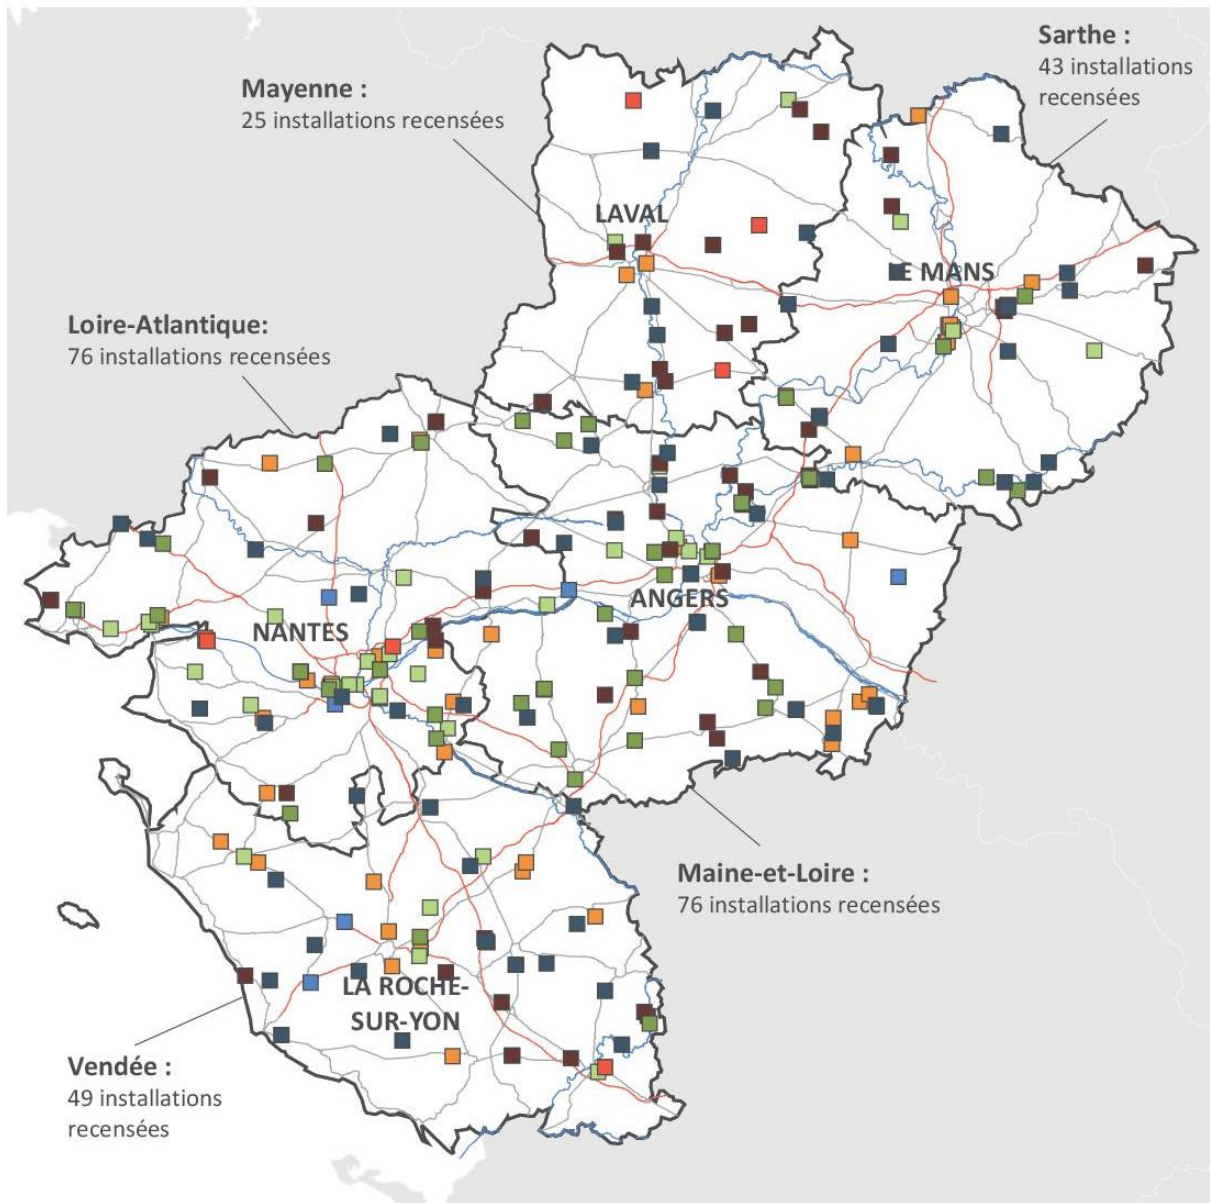 Sarthe :
43 installations
recensées
Mayenne :
25 installations recensées
LAVAL
LE MANS
Loire-Atlantique:
76 installations recensées
ANGERS
NANTES
Maine-et-Loire :
76 installations recensées
LA ROCHE-
SUR-YON
Vendée :
49 installations
recensées